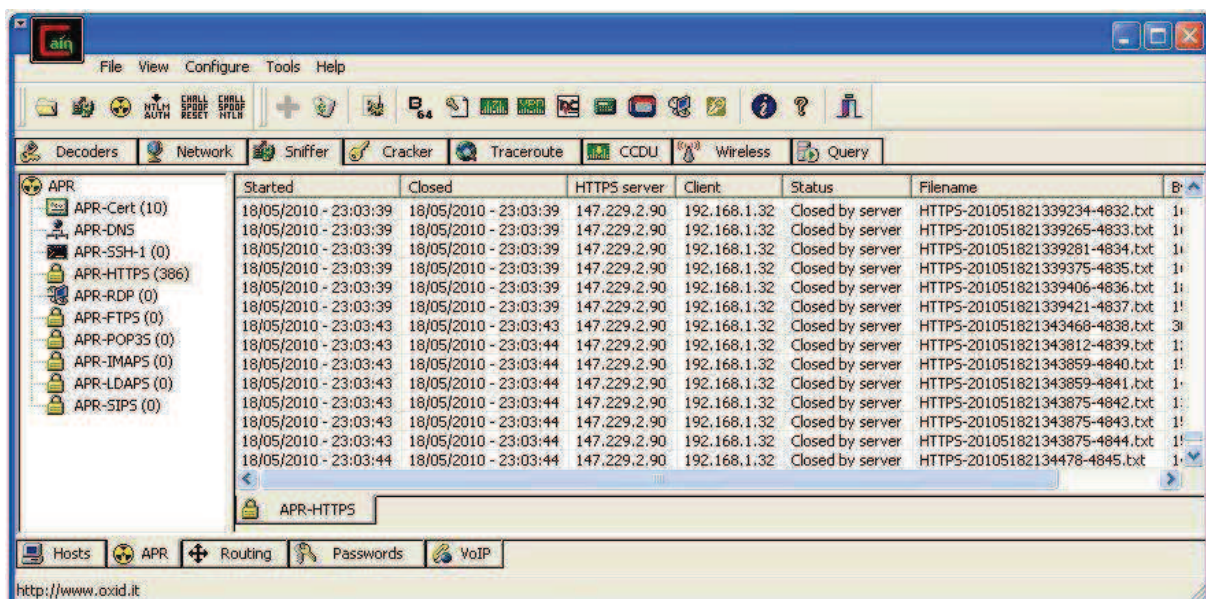 Cain
File View Configure Tools Help
NTLM AUTH CHALL SPOOF RESET CHALL SPOOF NTLM B 64
Decoders Network Sniffer Cracker Traceroute CCDU Wireless Query
APR
APR-Cert (10)
APR-DNS
APR-SSH-1 (0)
APR-HTTPS (386)
APR-RDP (0)
APR-FTPS (0)
APR-POP3S (0)
APR-IMAPS (0)
APR-LDAPS (0)
APR-SIPS (0)
Started Closed HTTPS server Client Status Filename
18/05/2010 - 23:03:39 18/05/2010 - 23:03:39 147.229.2.90 192.168.1.32 Closed by server HTTPS-201051821339234-4832.txt
18/05/2010 - 23:03:39 18/05/2010 - 23:03:39 147.229.2.90 192.168.1.32 Closed by server HTTPS-201051821339265-4833.txt
18/05/2010 - 23:03:39 18/05/2010 - 23:03:39 147.229.2.90 192.168.1.32 Closed by server HTTPS-201051821339281-4834.txt
18/05/2010 - 23:03:39 18/05/2010 - 23:03:39 147.229.2.90 192.168.1.32 Closed by server HTTPS-201051821339375-4835.txt
18/05/2010 - 23:03:39 18/05/2010 - 23:03:39 147.229.2.90 192.168.1.32 Closed by server HTTPS-201051821339406-4836.txt
18/05/2010 - 23:03:39 18/05/2010 - 23:03:39 147.229.2.90 192.168.1.32 Closed by server HTTPS-201051821339421-4837.txt
18/05/2010 - 23:03:43 18/05/2010 - 23:03:43 147.229.2.90 192.168.1.32 Closed by server HTTPS-201051821343468-4838.txt
18/05/2010 - 23:03:43 18/05/2010 - 23:03:44 147.229.2.90 192.168.1.32 Closed by server HTTPS-201051821343812-4839.txt
18/05/2010 - 23:03:43 18/05/2010 - 23:03:44 147.229.2.90 192.168.1.32 Closed by server HTTPS-201051821343859-4840.txt
18/05/2010 - 23:03:43 18/05/2010 - 23:03:44 147.229.2.90 192.168.1.32 Closed by server HTTPS-201051821343859-4841.txt
18/05/2010 - 23:03:43 18/05/2010 - 23:03:44 147.229.2.90 192.168.1.32 Closed by server HTTPS-201051821343875-4842.txt
18/05/2010 - 23:03:43 18/05/2010 - 23:03:44 147.229.2.90 192.168.1.32 Closed by server HTTPS-201051821343875-4843.txt
18/05/2010 - 23:03:43 18/05/2010 - 23:03:44 147.229.2.90 192.168.1.32 Closed by server HTTPS-201051821343875-4844.txt
18/05/2010 - 23:03:44 18/05/2010 - 23:03:44 147.229.2.90 192.168.1.32 Closed by server HTTPS-20105182134478-4845.txt
APR-HTTPS
Hosts APR Routing Passwords VoIP
http://www.oxid.it